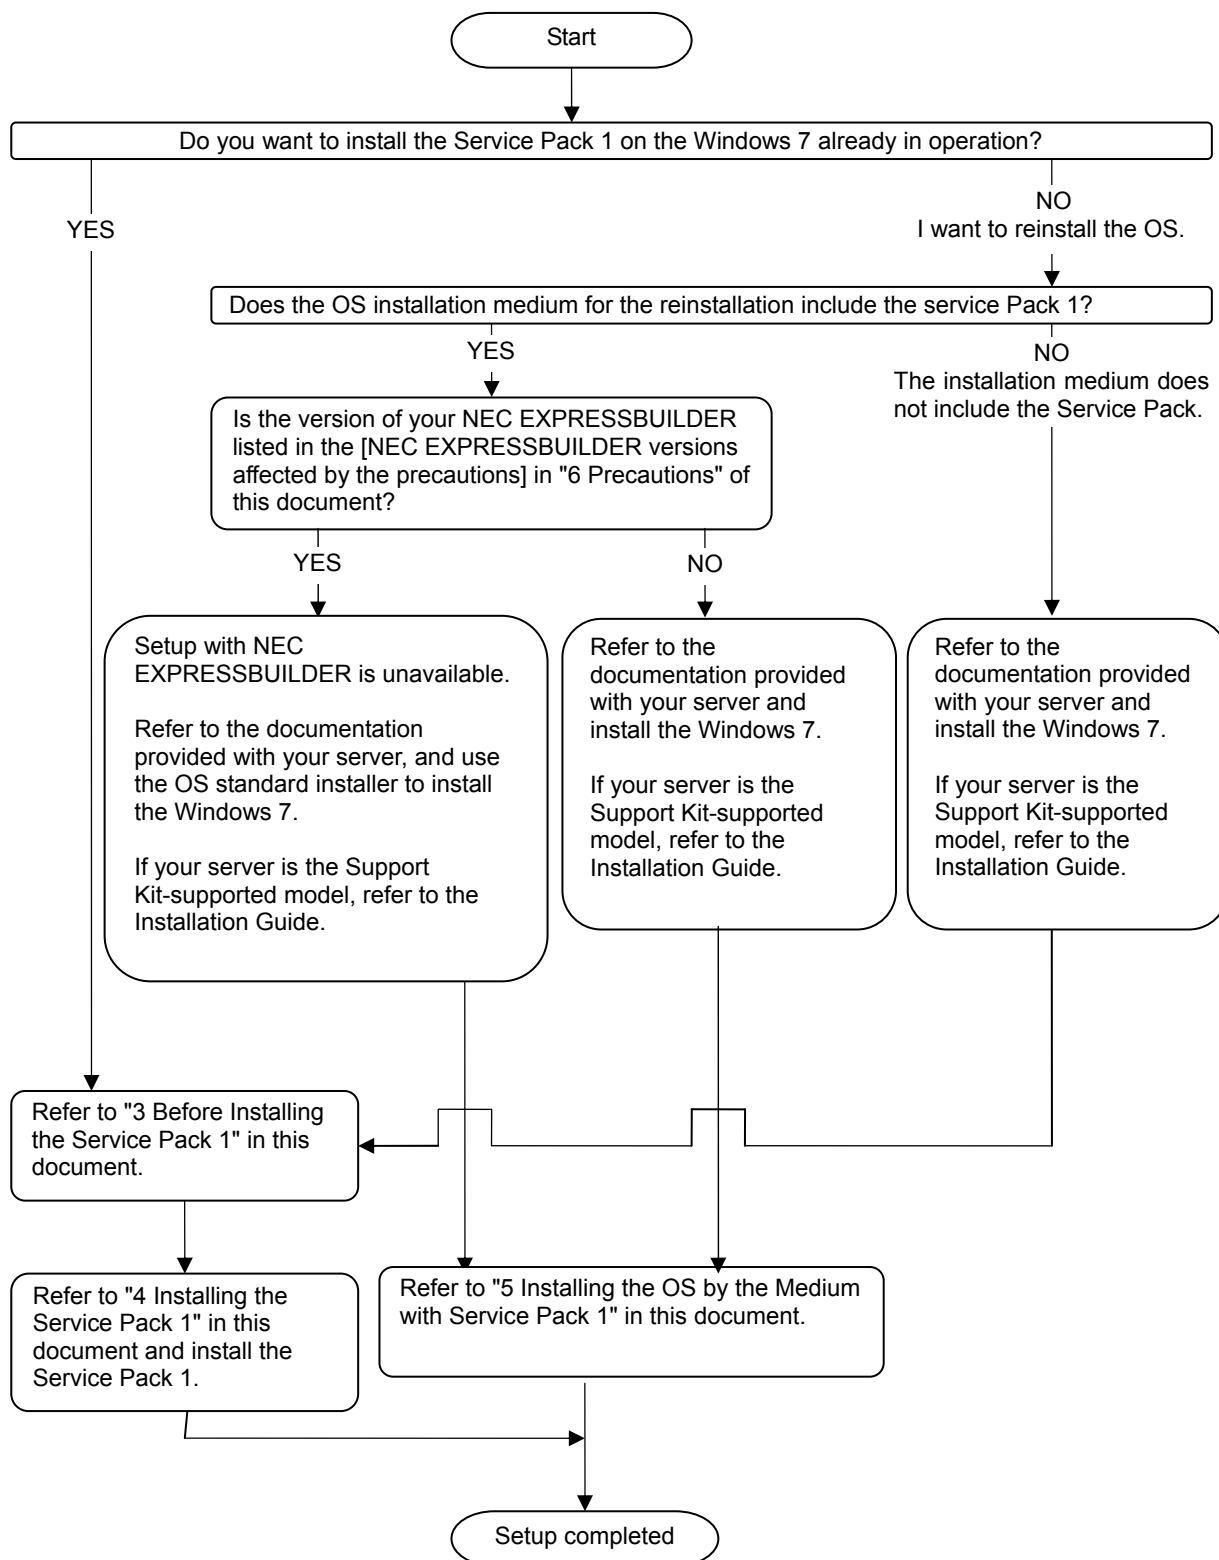 Start
Do you want to install the Service Pack 1 on the Windows 7 already in operation?
YES
NO
I want to reinstall the OS.
Does the OS installation medium for the reinstallation include the service Pack 1?
YES
NO
The installation medium does
not include the Service Pack.
Is the version of your NEC EXPRESSBUILDER
listed in the [NEC EXPRESSBUILDER versions
affected by the precautions] in "6 Precautions" of
this document?
YES
NO
Setup with NEC
EXPRESSBUILDER is unavailable.
Refer to the documentation
provided with your server, and use
the OS standard installer to install
the Windows 7.
If your server is the Support
Kit-supported model, refer to the
Installation Guide.
Refer to the
documentation provided
with your server and
install the Windows 7.
If your server is the
Support Kit-supported
model, refer to the
Installation Guide.
Refer to the
documentation provided
with your server and
install the Windows 7.
If your server is the
Support Kit-supported
model, refer to the
Installation Guide.
Refer to "3 Before Installing
the Service Pack 1" in this
document.
Refer to "4 Installing the
Service Pack 1" in this
document and install the
Service Pack 1.
Refer to "5 Installing the OS by the Medium
with Service Pack 1" in this document.
Setup completed